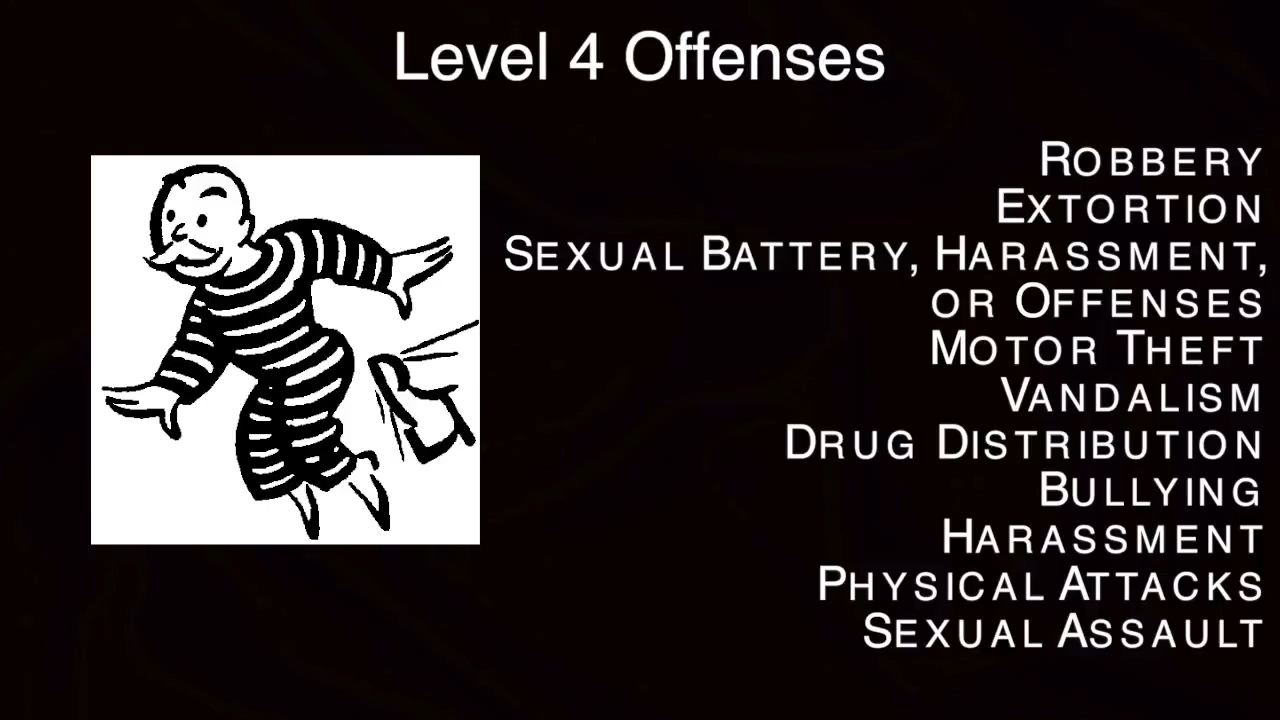 Level 4 Offenses
ROBBERY
EXTORTION
SEXUAL BATTERY, HARASSMENT,
OR OFFENSES
MOTOR THEFT
VANDALISM
DRUG DISTRIBUTION
BULLYING
HARASSMENT
PHYSICAL ATTACKS
SEXUAL ASSAULT